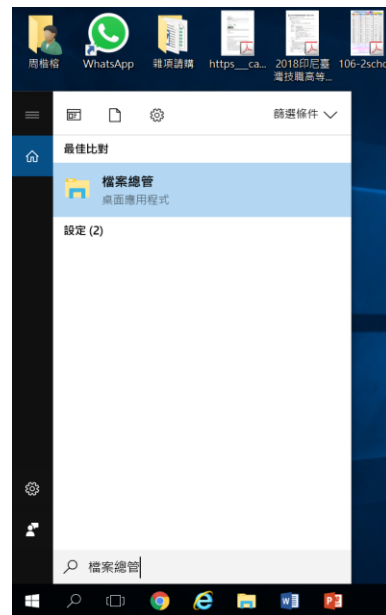 周楷榕
WhatsApp
雜項請購
https___ca...
2018印尼臺
灣技職高等...
106-2scho
篩選條件
最佳比對
檔案總管
桌面應用程式
設定 (2)
檔案總管